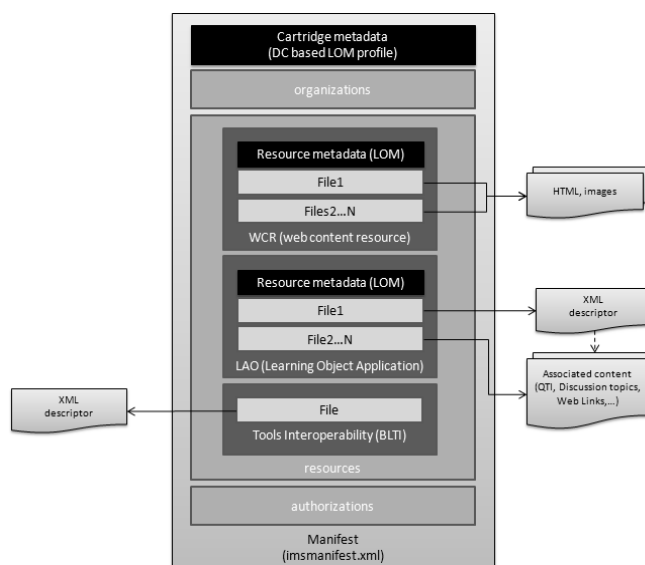 Cartridge metadata
(DC based LOM profile)
organizations
Resource metadata (LOM)
File1
Files2...N
WCR (web content resource)
HTML, images
Resource metadata (LOM)
File1
File2...N
LAO (Learning Object Application)
XML
descriptor
Associated content
(QTI, Discussion topics,
Web Links,...)
File
Tools Interoperability (BLTI)
XML
descriptor
resources
authorizations
Manifest
(imsmanifest.xml)